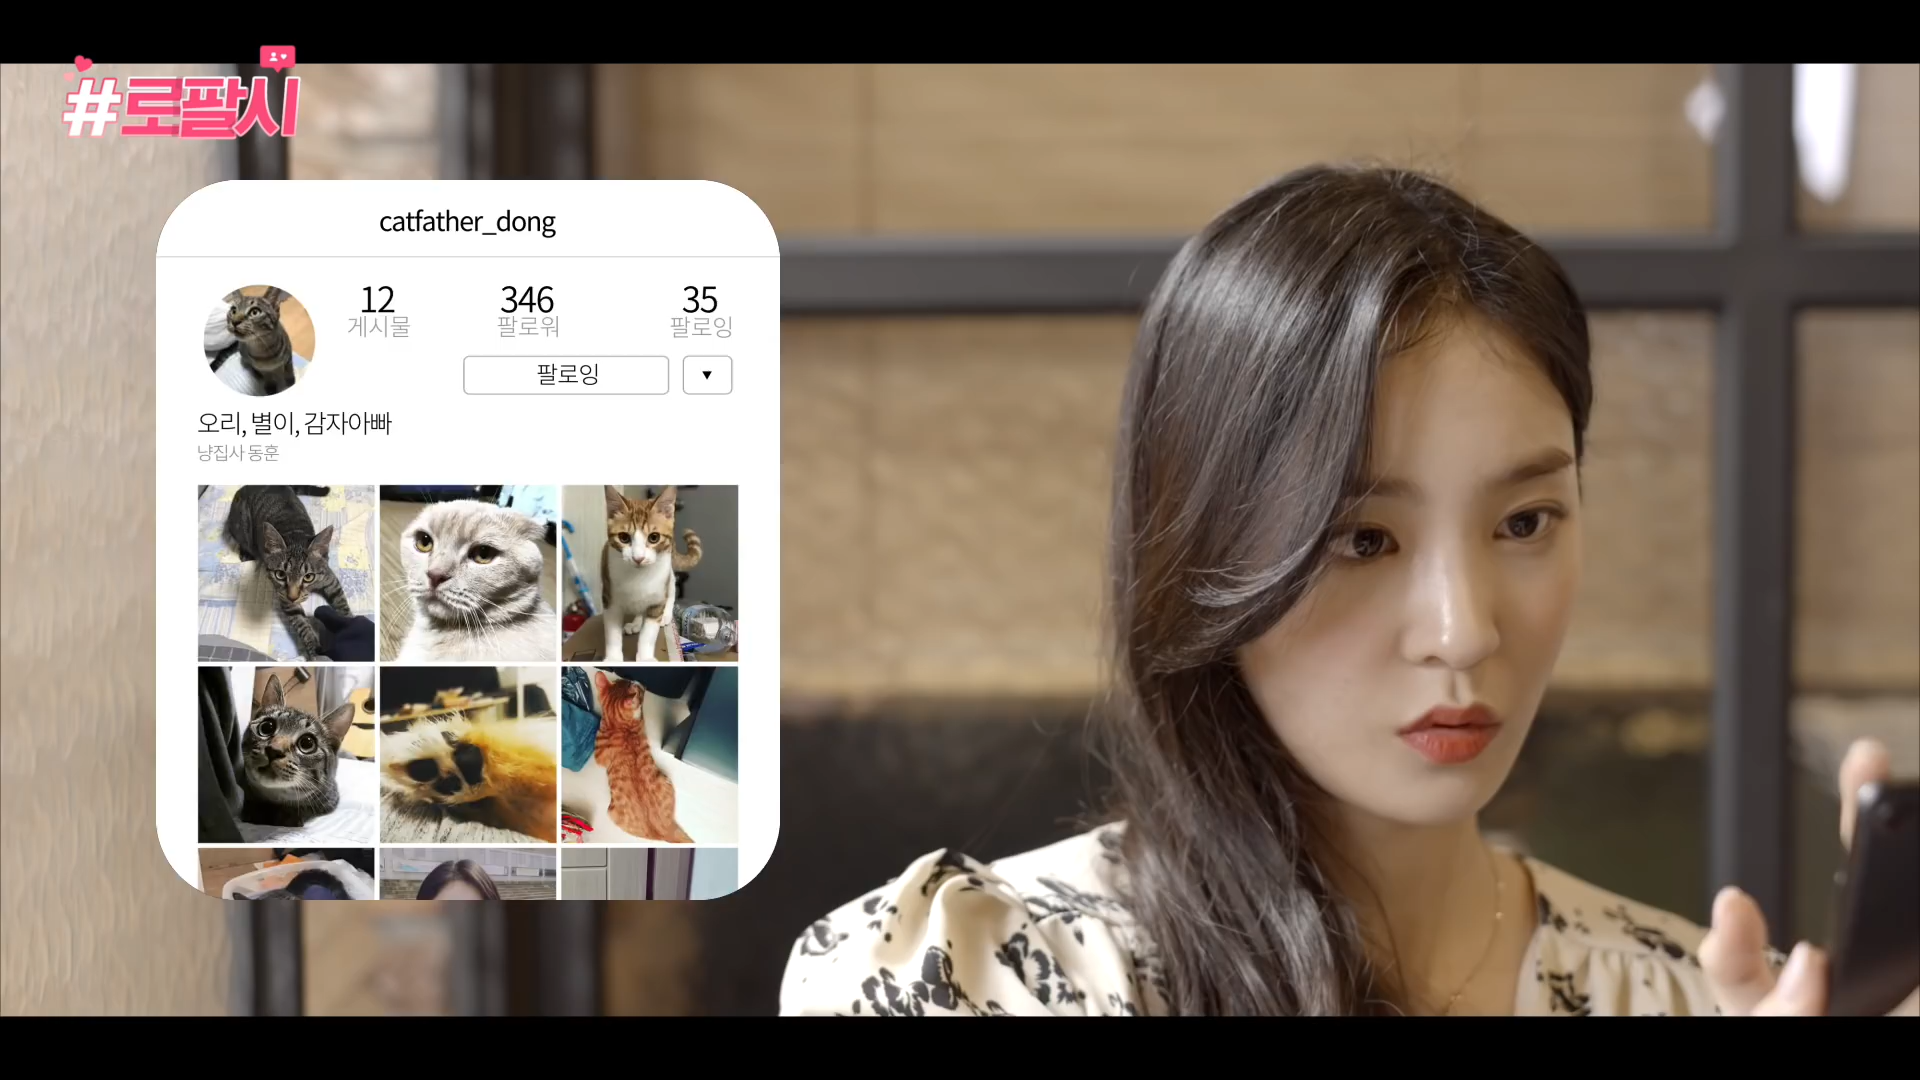 #로팔시
catfather_dong
12 346 35
게시물 팔로워 팔로잉
팔로잉 ▼
오리, 별이, 감자아빠
냥집사 동훈